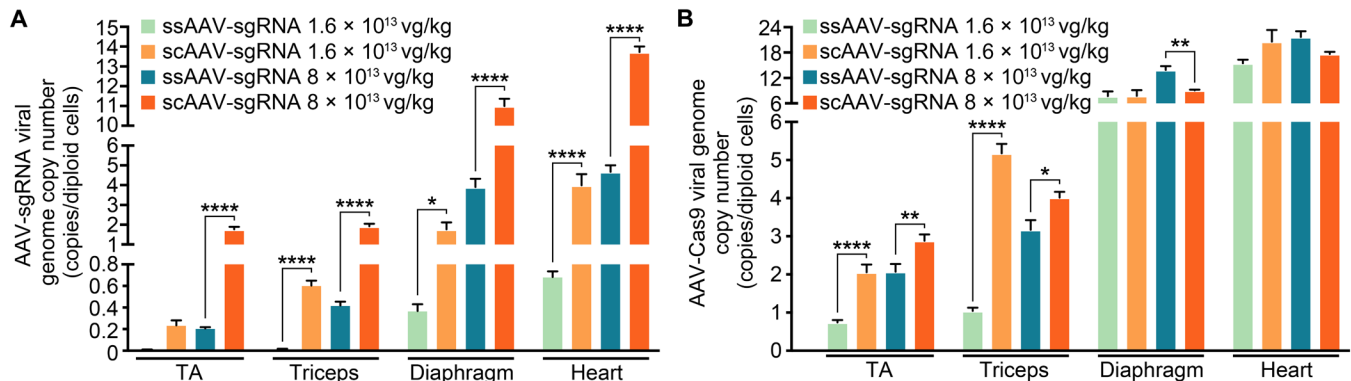 A
ssAAV-sgRNA 1.6 × 10¹³ vg/kg
scAAV-sgRNA 1.6 × 10¹³ vg/kg
ssAAV-sgRNA 8 × 10¹³ vg/kg
scAAV-sgRNA 8 × 10¹³ vg/kg
AAV-sgRNA viral
genome copy number
(copies/diploid cells)
15
14
13
12
11
10
6
5
4
3
2
1
0.8
0.6
0.4
0.2
0
****
****
****
*
****
****
****
TA
Triceps
Diaphragm
Heart
B
ssAAV-sgRNA 1.6 × 10¹³ vg/kg
scAAV-sgRNA 1.6 × 10¹³ vg/kg
ssAAV-sgRNA 8 × 10¹³ vg/kg
scAAV-sgRNA 8 × 10¹³ vg/kg
AAV-Cas9 viral genome
copy number
(copies/diploid cells)
24
18
12
6
6
5
4
3
2
1
0
****
**
****
*
**
TA
Triceps
Diaphragm
Heart